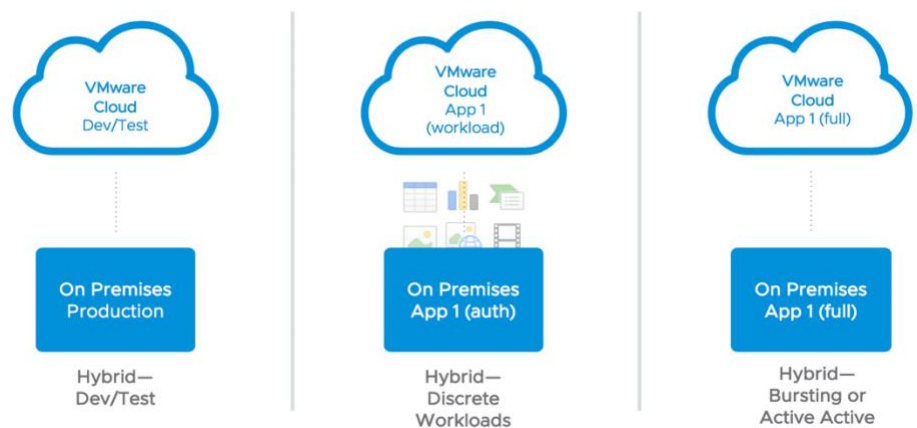 VMware
Cloud
Dev/Test
On Premises
Production
Hybrid—
Dev/Test
VMware
Cloud
App 1
(workload)
On Premises
App 1 (auth)
Hybrid—
Discrete
Workloads
VMware
Cloud
App 1 (full)
On Premises
App 1 (full)
Hybrid—
Bursting or
Active Active